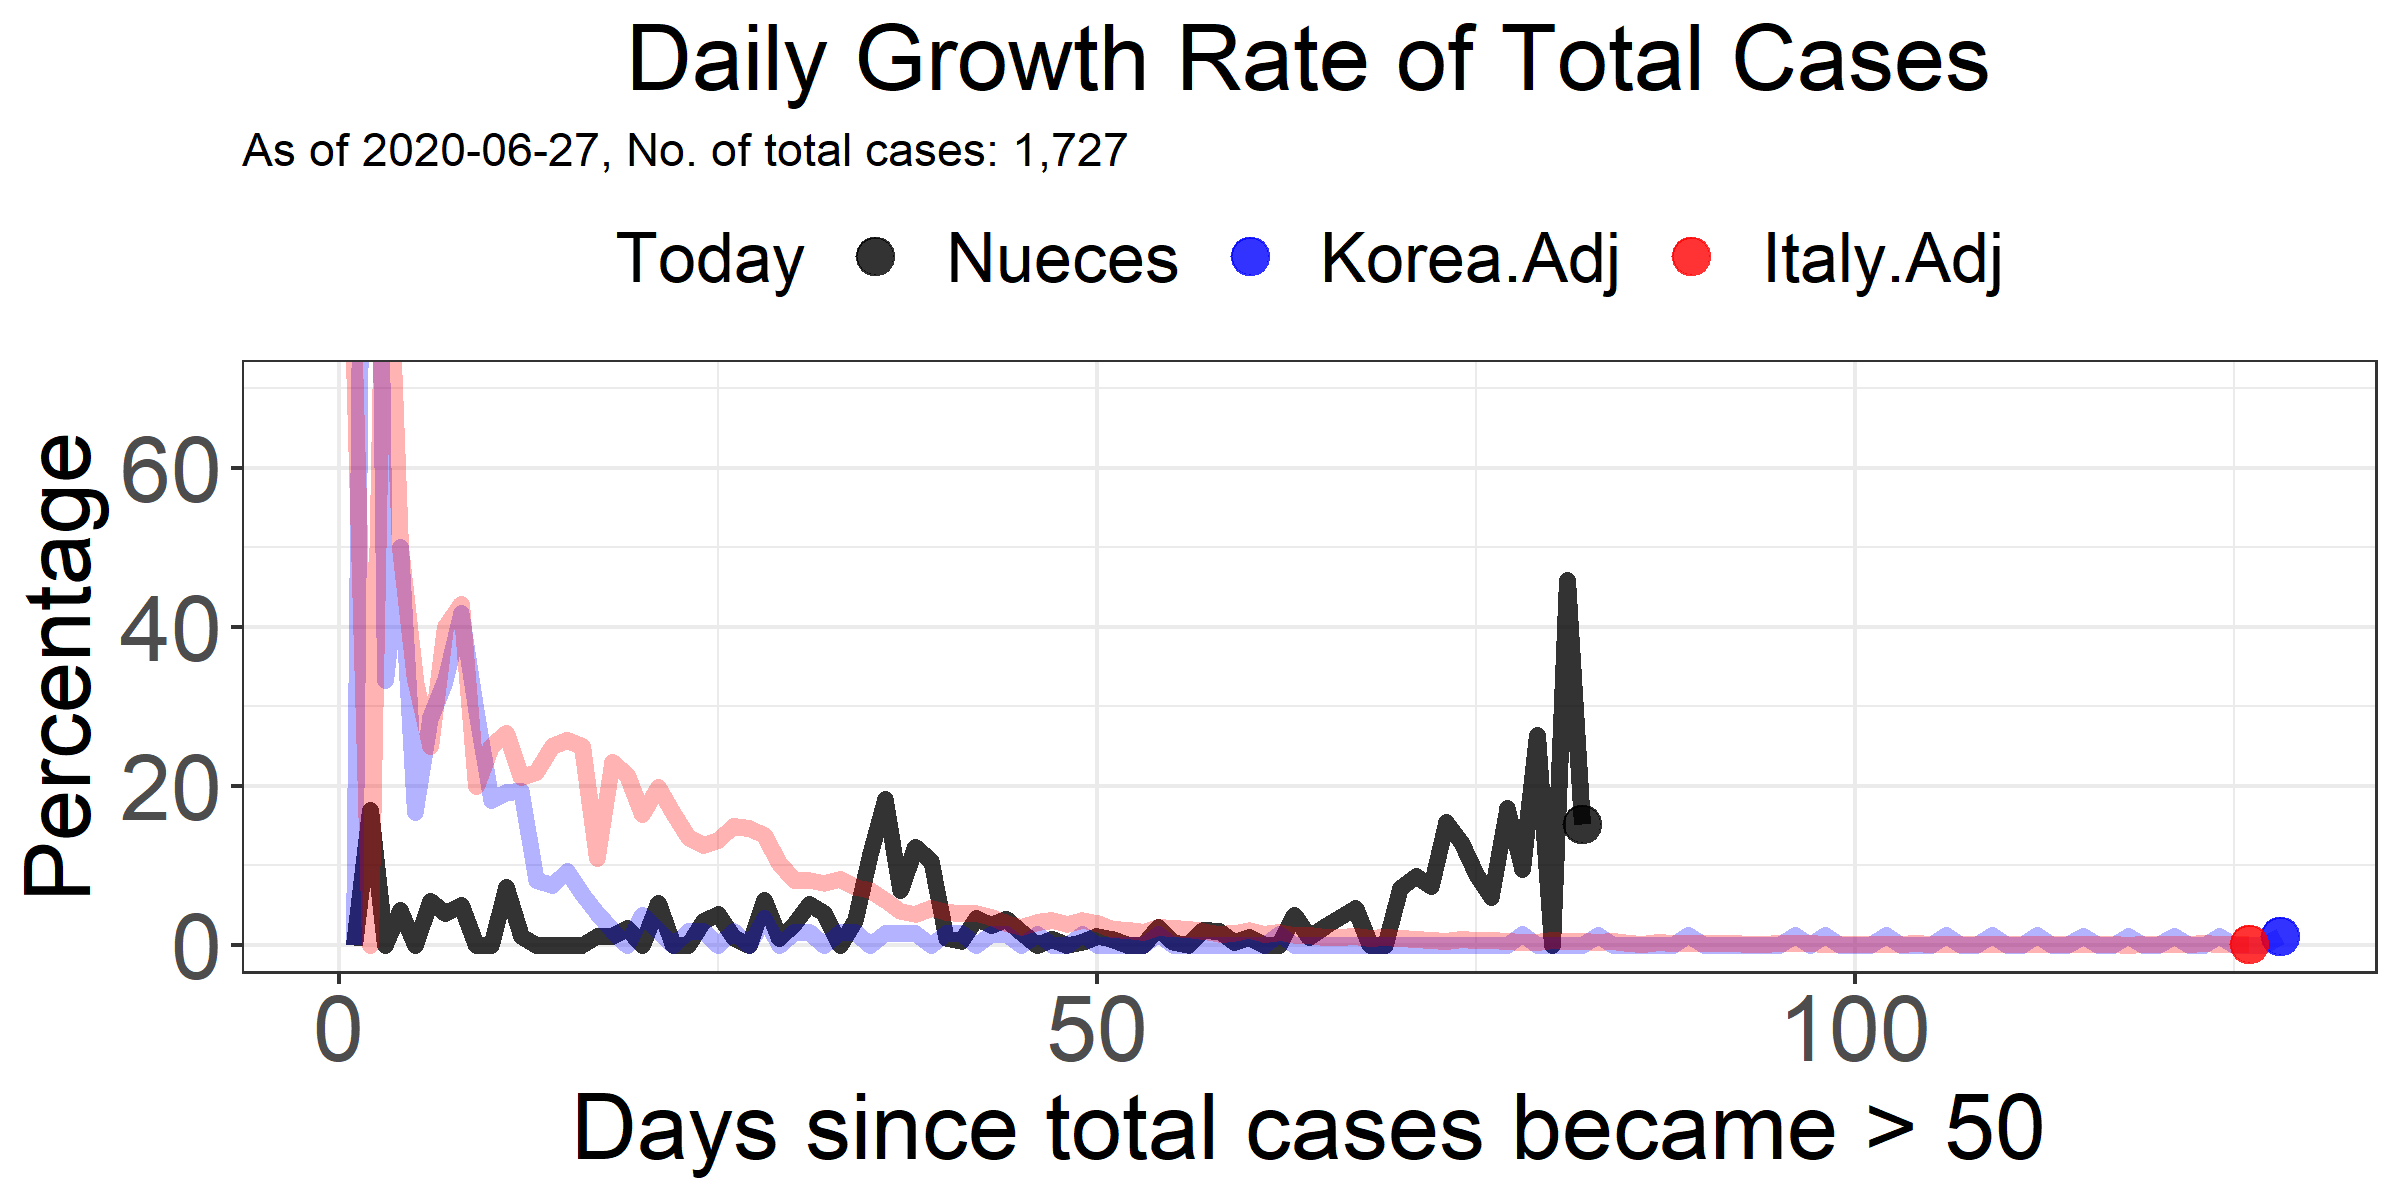 Daily Growth Rate of Total Cases
As of 2020-06-27, No. of total cases: 1,727
Today Nueces Korea.Adj Italy.Adj
Percentage
60
40
20
0
0 50 100
Days since total cases became > 50